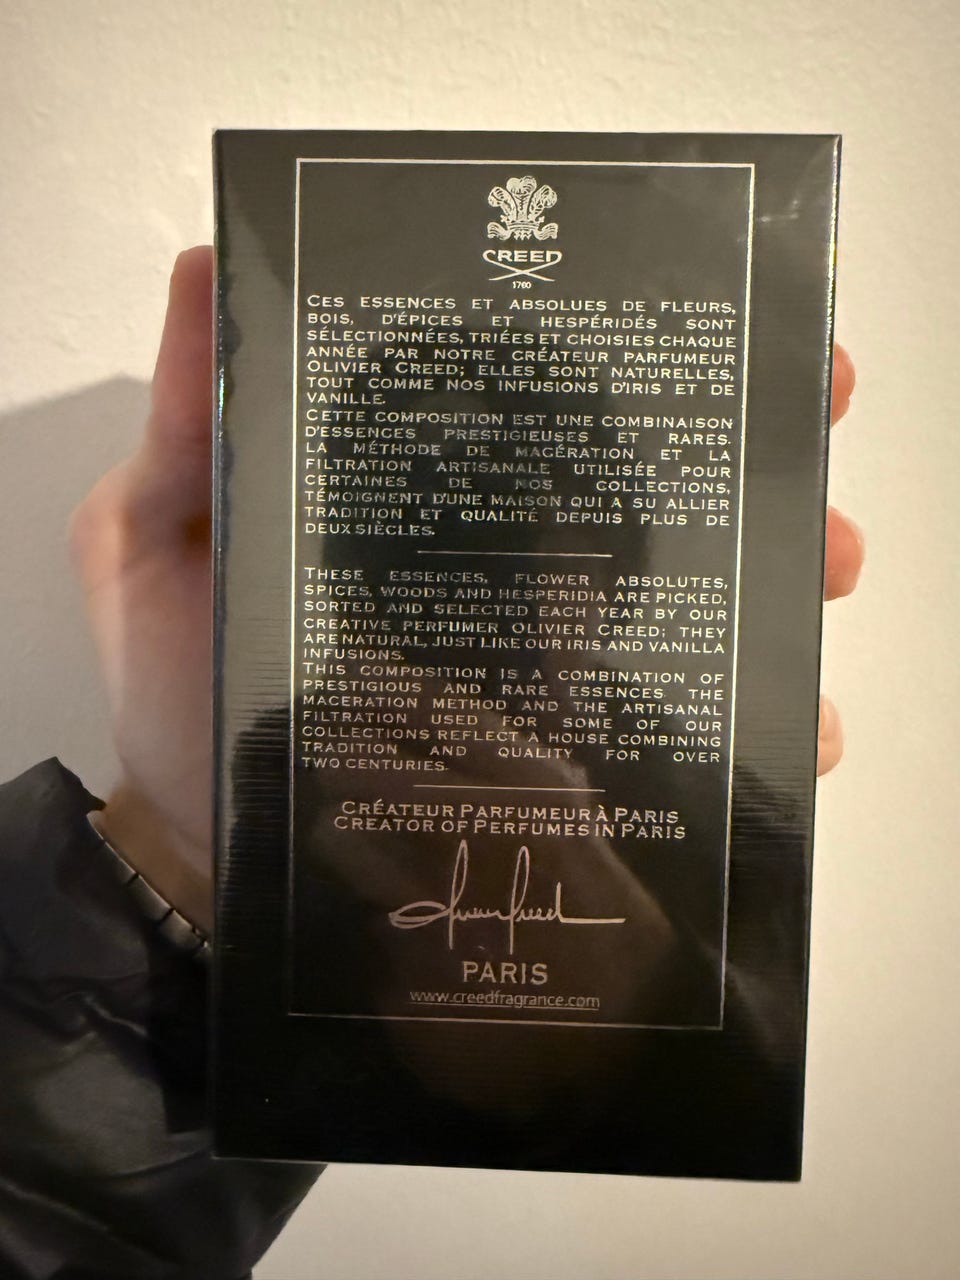 CREED
1760
CES ESSENCES ET ABSOLUES DE FLEURS,
BOIS, D'ÉPICES ET HESPÉRIDÉS SONT
SÉLECTIONNÉES, TRIÉES ET CHOISIES CHAQUE
ANNÉE PAR NOTRE CRÉATEUR PARFUMEUR
OLIVIER CREED; ELLES SONT NATURELLES,
TOUT COMME NOS INFUSIONS D'IRIS ET DE
VANILLE.
CETTE COMPOSITION EST UNE COMBINAISON
D'ESSENCES PRESTIGIEUSES ET RARES.
LA MÉTHODE DE MACÉRATION ET LA
FILTRATION ARTISANALE UTILISÉE POUR
CERTAINES DE NOS COLLECTIONS,
TÉMOIGNENT D'UNE MAISON QUI A SU ALLIER
TRADITION ET QUALITÉ DEPUIS PLUS DE
DEUX SIÈCLES.
THESE ESSENCES, FLOWER ABSOLUTES,
SPICES, WOODS AND HESPERIDIA ARE PICKED,
SORTED AND SELECTED EACH YEAR BY OUR
CREATIVE PERFUMER OLIVIER CREED; THEY
ARE NATURAL, JUST LIKE OUR IRIS AND VANILLA
INFUSIONS.
THIS COMPOSITION IS A COMBINATION OF
PRESTIGIOUS AND RARE ESSENCES. THE
MACERATION METHOD AND THE ARTISANAL
FILTRATION USED FOR SOME OF OUR
COLLECTIONS REFLECT A HOUSE COMBINING
TRADITION AND QUALITY FOR OVER
TWO CENTURIES.
CRÉATEUR PARFUMEUR À PARIS
CREATOR OF PERFUMES IN PARIS
Olivier Creed
PARIS
www.creedfragrance.com